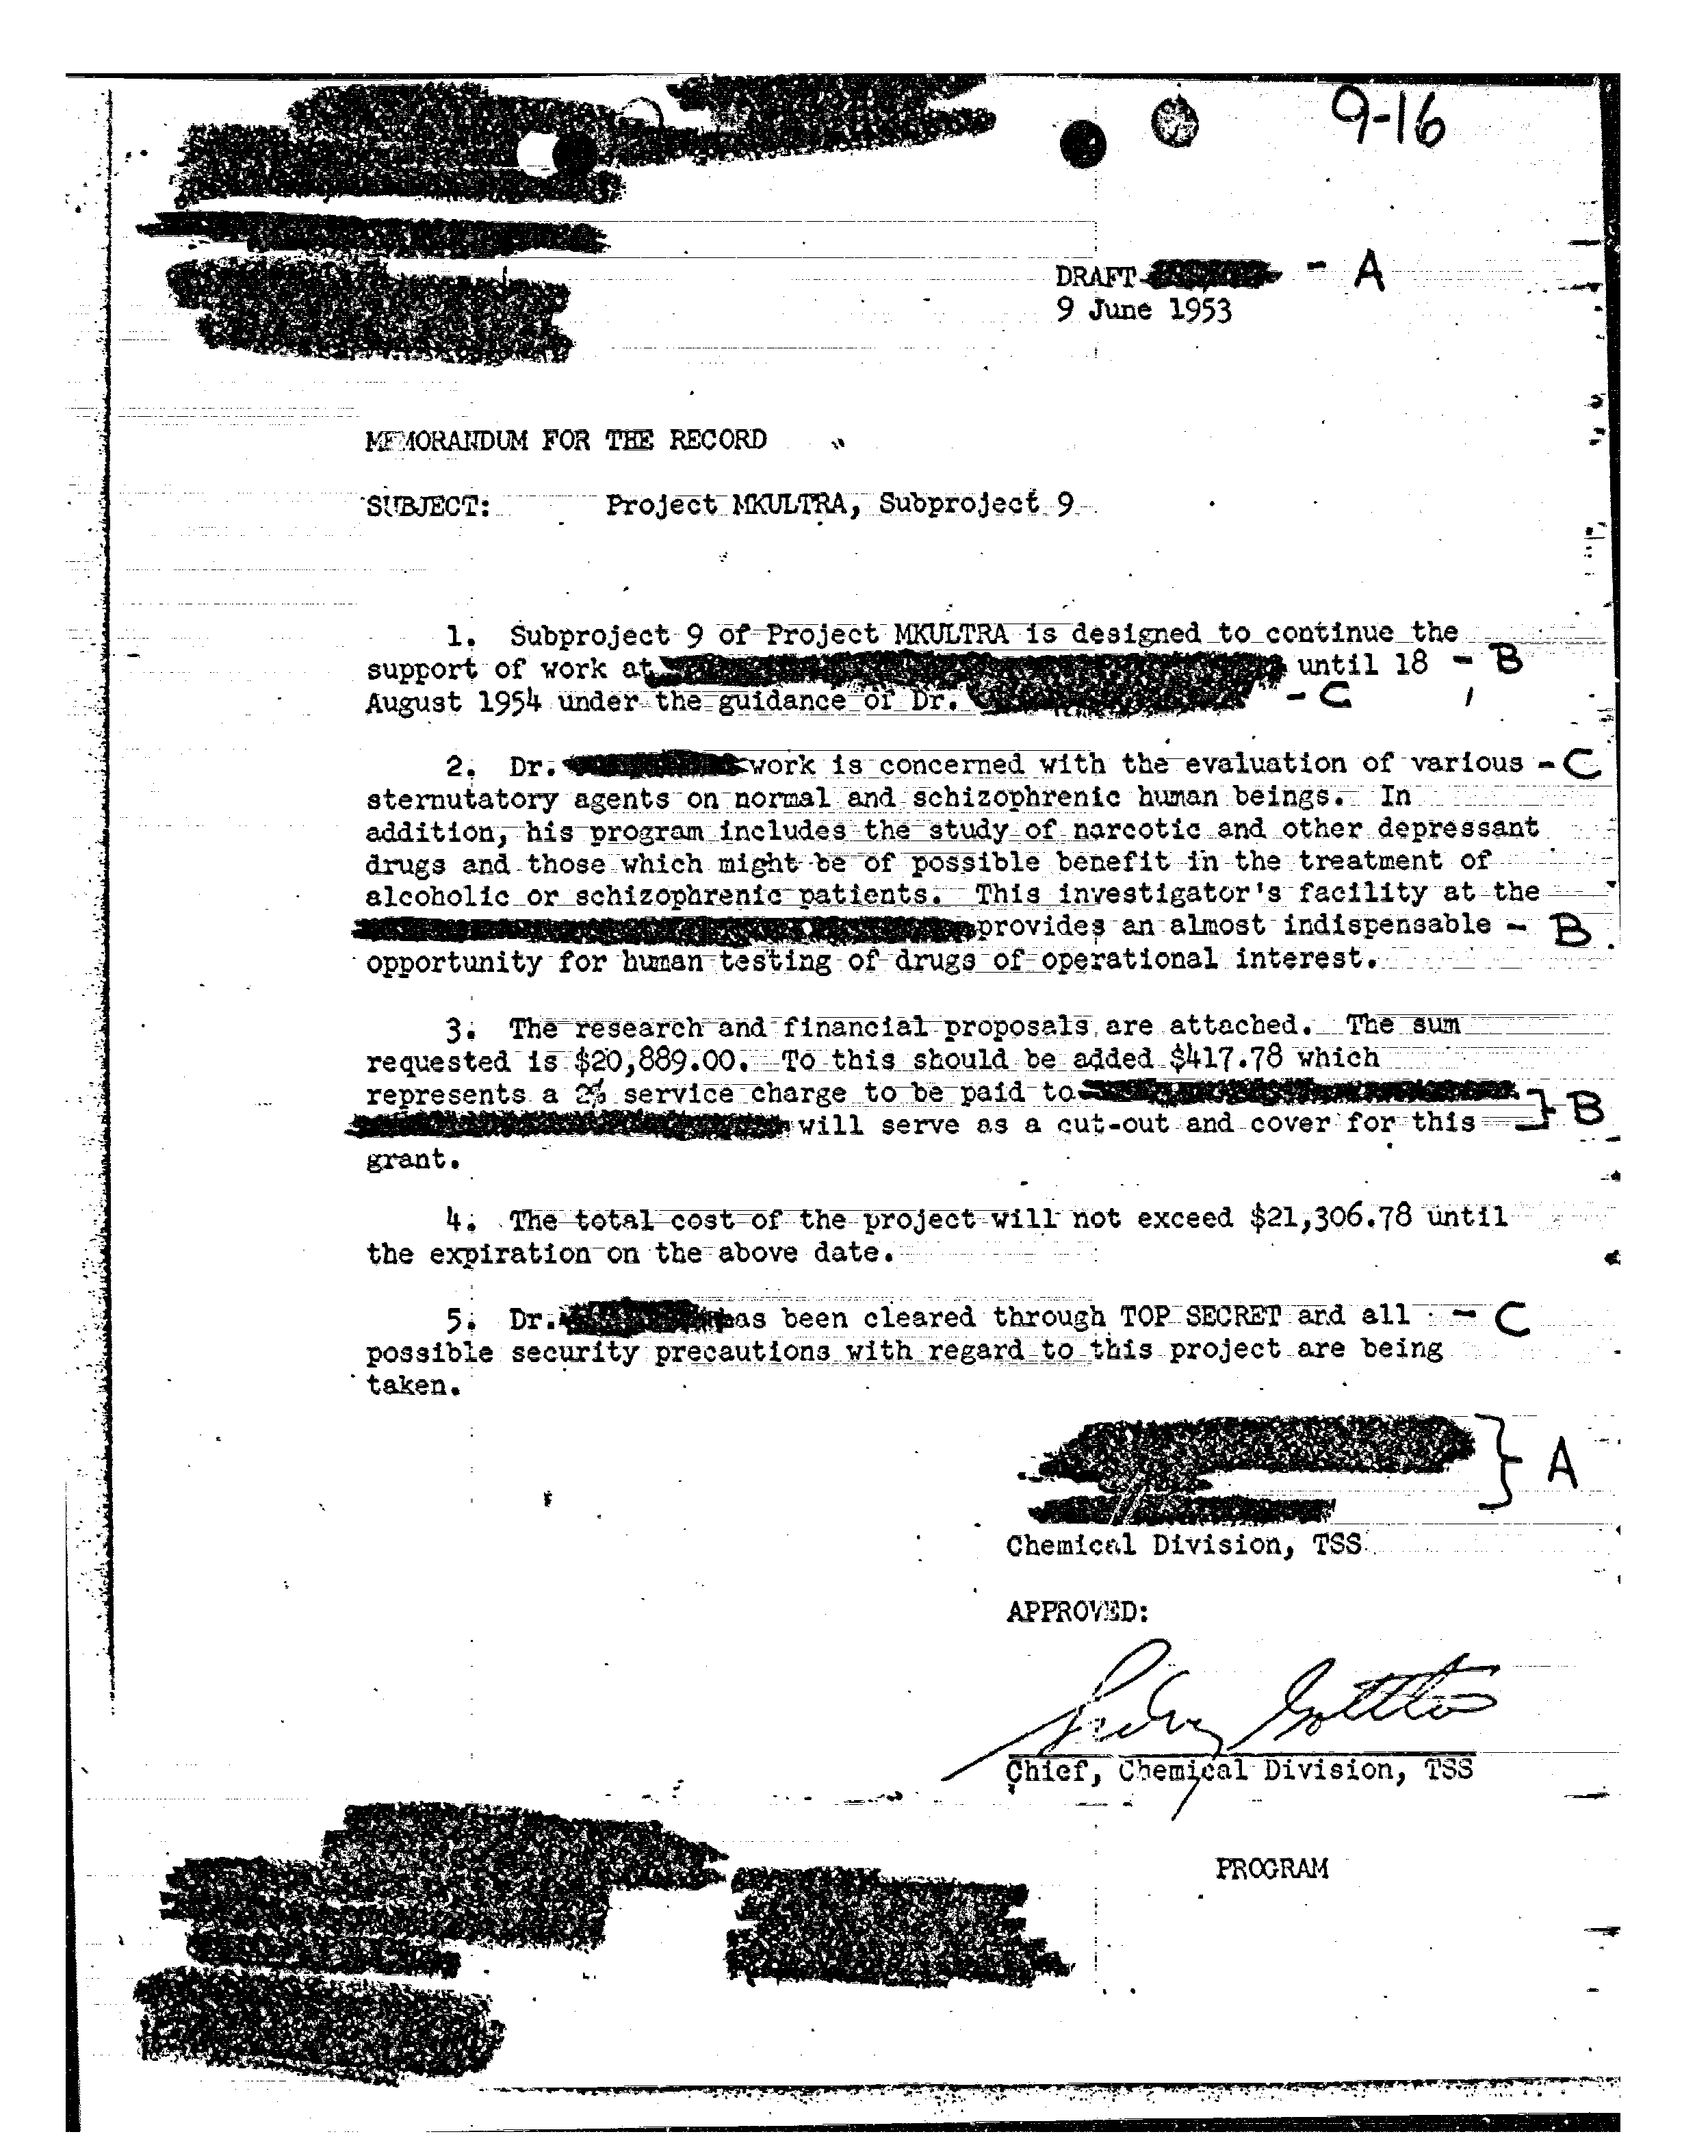 9-16
DRAFT - A
9 June 1953
MEMORANDUM FOR THE RECORD
SUBJECT: Project MKULTRA, Subproject 9
1. Subproject 9 of Project MKULTRA is designed to continue the
support of work at until 18 - B
August 1954 under the guidance of Dr. - C
2. Dr. work is concerned with the evaluation of various - C
sternutatory agents on normal and schizophrenic human beings. In
addition, his program includes the study of narcotic and other depressant
drugs and those which might be of possible benefit in the treatment of
alcoholic or schizophrenic patients. This investigator's facility at the
provides an almost indispensable - B
opportunity for human testing of drugs of operational interest.
3. The research and financial proposals are attached. The sum
requested is $20,889.00. To this should be added $417.78 which
represents a 2% service charge to be paid to
will serve as a cut-out and cover for this } B
grant.
4. The total cost of the project will not exceed $21,306.78 until
the expiration on the above date.
5. Dr. has been cleared through TOP SECRET and all - C
possible security precautions with regard to this project are being
taken.
} A
Chemical Division, TSS
APPROVED:
Sidney Gottlieb
Chief, Chemical Division, TSS
PROGRAM